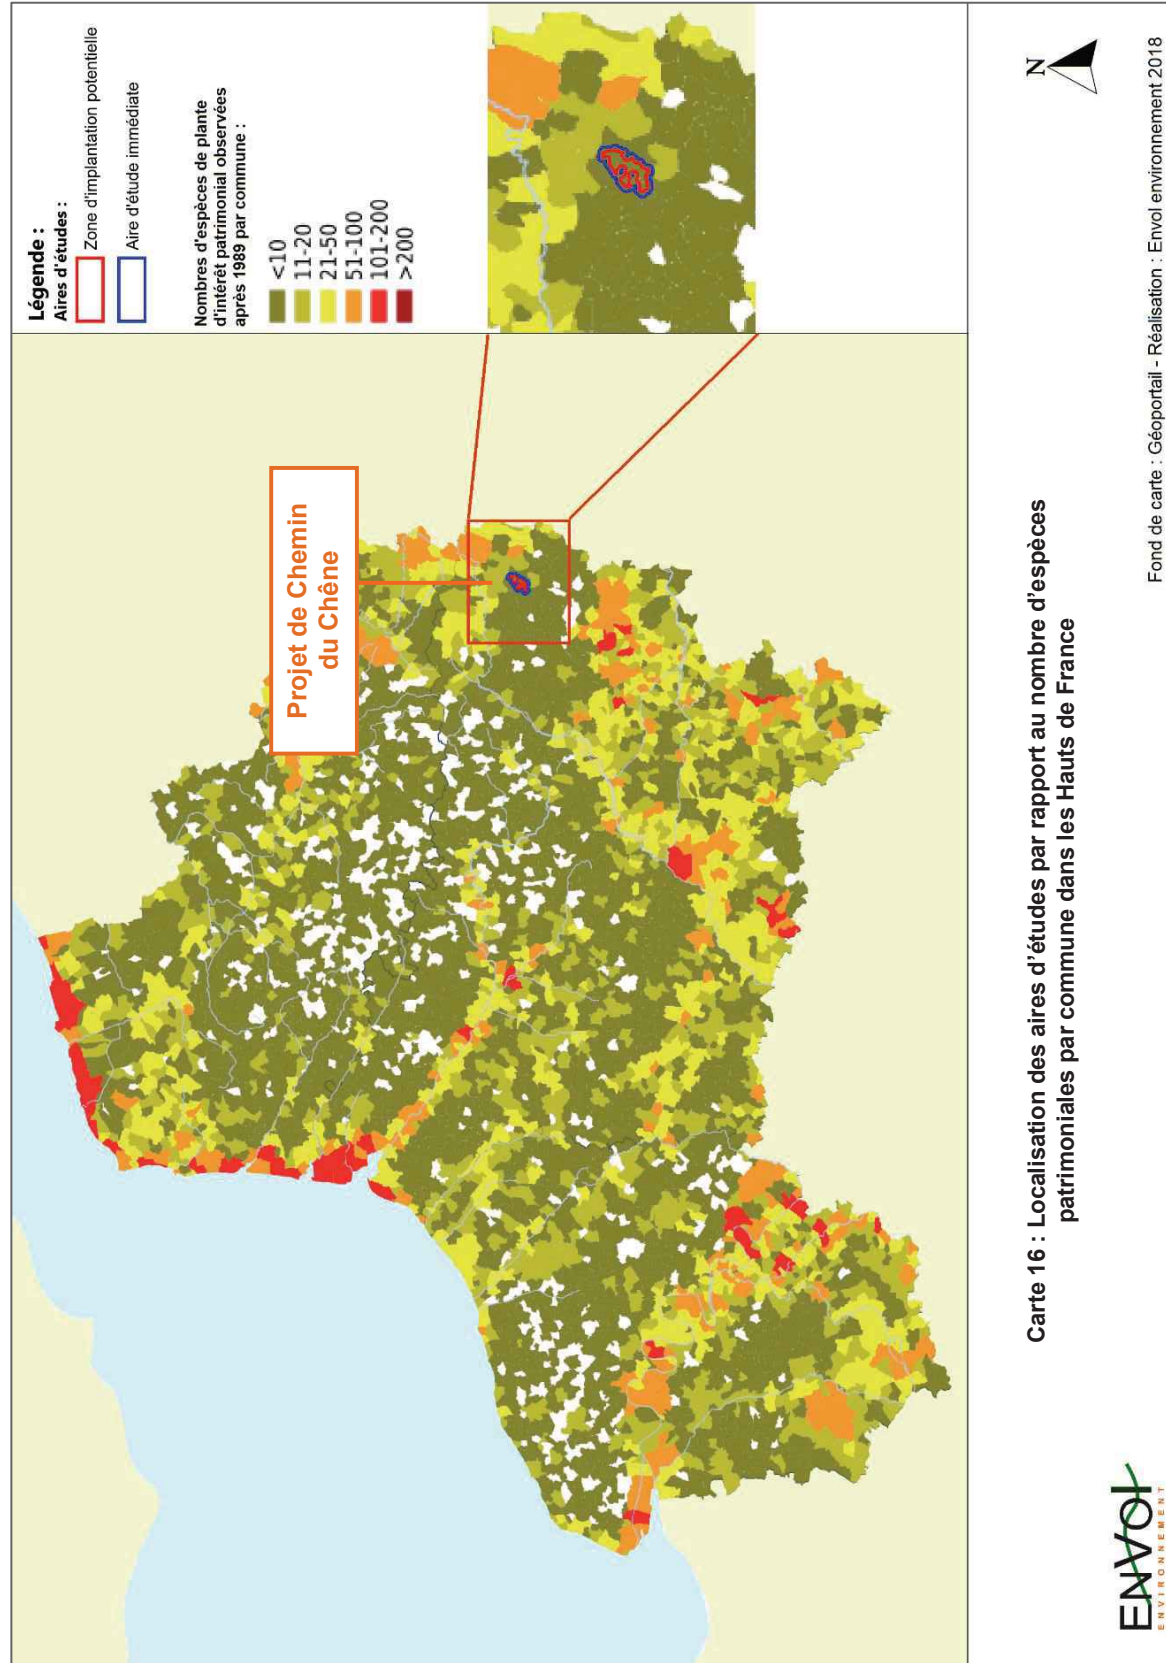 Légende :
Aires d'études :
Zone d'implantation potentielle
Aire d'étude immédiate
Nombres d'espèces de plante
d'intérêt patrimonial observées
après 1989 par commune :
<10
11-20
21-50
51-100
101-200
>200
Projet de Chemin
du Chêne
N
Carte 16 : Localisation des aires d'études par rapport au nombre d'espèces
patrimoniales par commune dans les Hauts de France
Fond de carte : Géoportail - Réalisation : Envol environnement 2018
ENVOL
ENVIRONNEMENT